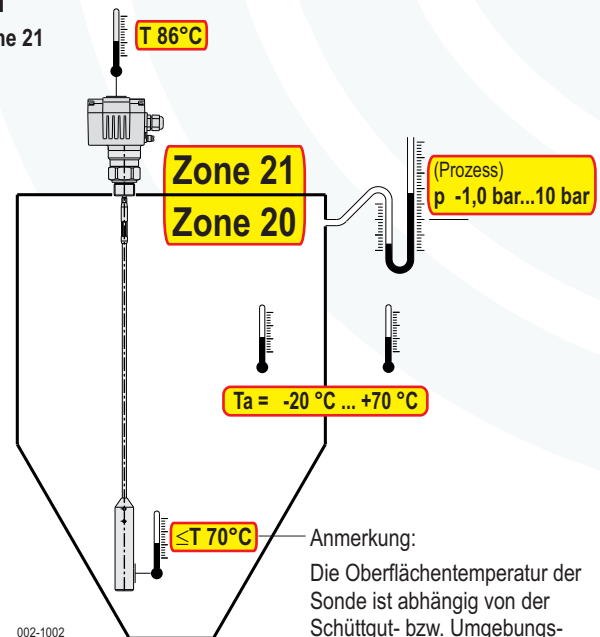 ne 21
T 86°C
Zone 21
Zone 20
(Prozess)
p -1,0 bar...10 bar
Ta = -20 °C ... +70 °C
≤T 70°C
Anmerkung:
Die Oberflächentemperatur der
Sonde ist abhängig von der
Schüttgut- bzw. Umgebungs-
002-1002